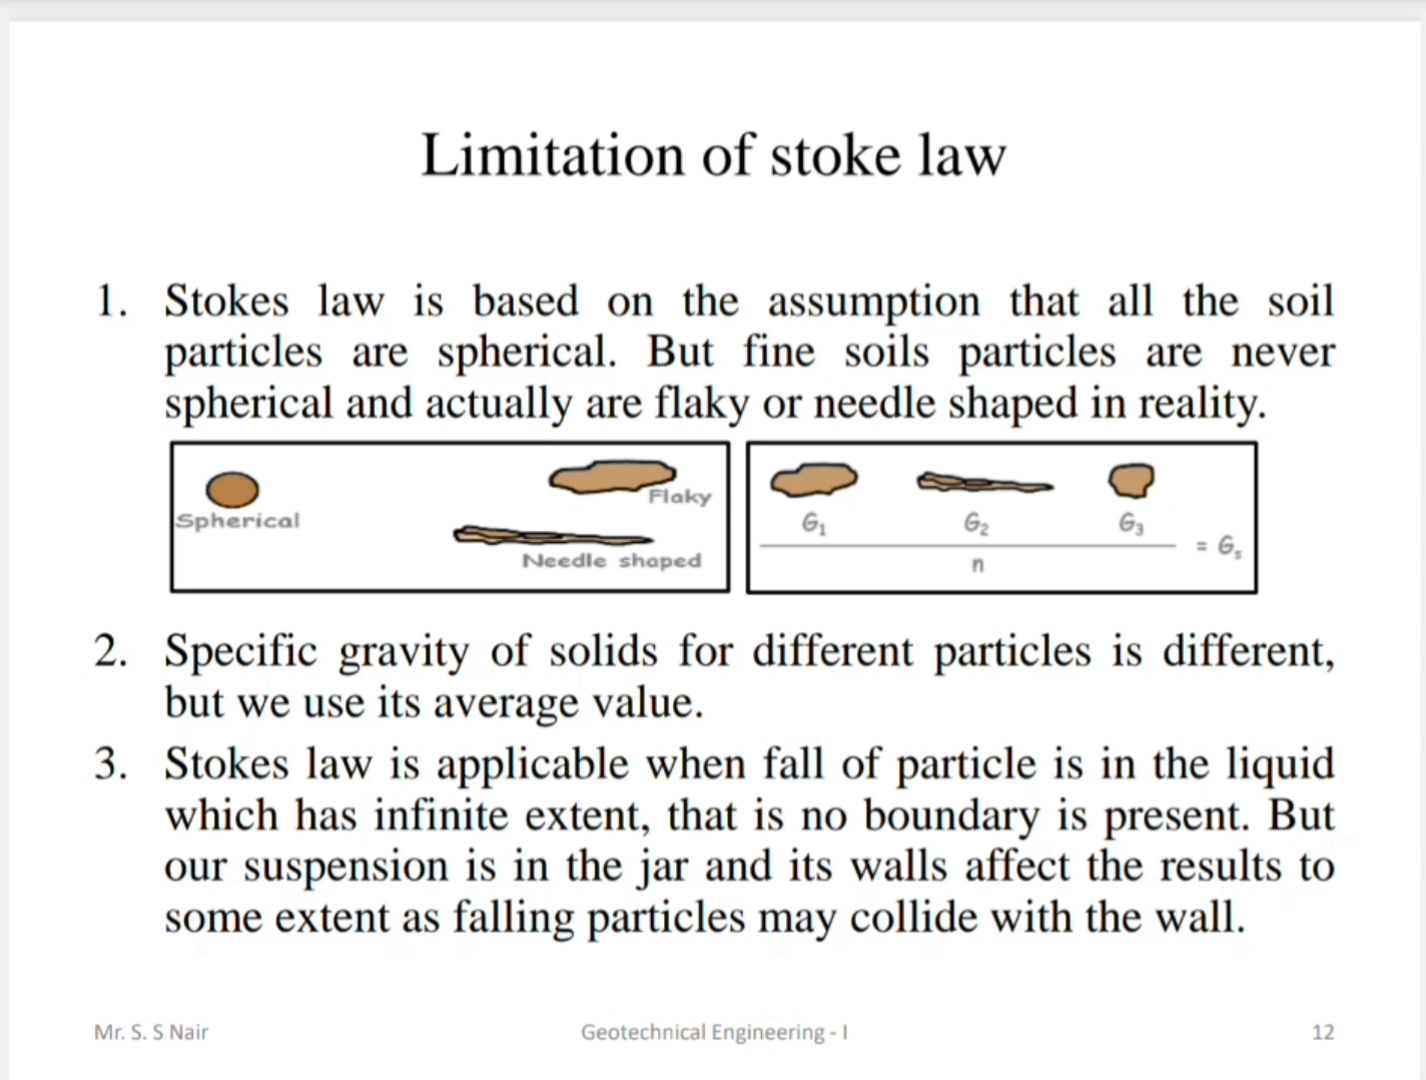 Limitation of stoke law
1. Stokes law is based on the assumption that all the soil
particles are spherical. But fine soils particles are never
spherical and actually are flaky or needle shaped in reality.
Spherical
Flaky
Needle shaped
G₁ G₂ G₃
n
= Gₛ
2. Specific gravity of solids for different particles is different,
but we use its average value.
3. Stokes law is applicable when fall of particle is in the liquid
which has infinite extent, that is no boundary is present. But
our suspension is in the jar and its walls affect the results to
some extent as falling particles may collide with the wall.
Mr. S. S Nair
Geotechnical Engineering - I
12